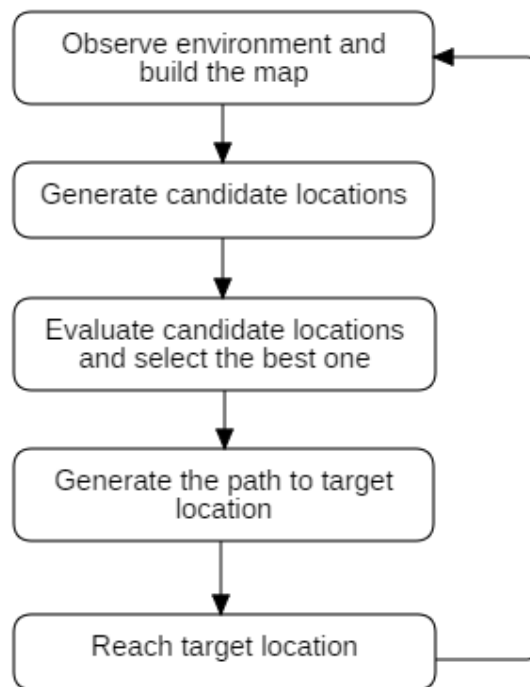 Observe environment and
build the map
Generate candidate locations
Evaluate candidate locations
and select the best one
Generate the path to target
location
Reach target location